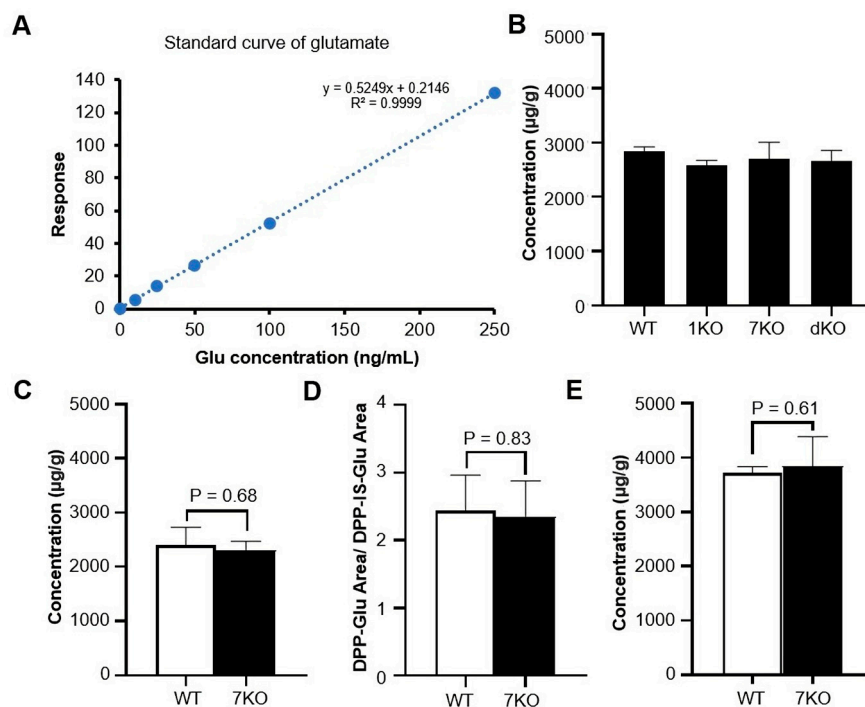 A
Standard curve of glutamate
y = 0.5249x + 0.2146
R² = 0.9999
140
120
100
80
60
40
20
0
Response
0 50 100 150 200 250
Glu concentration (ng/mL)
B
5000
4000
3000
2000
1000
0
Concentration (µg/g)
WT 1KO 7KO dKO
C
5000
4000
3000
2000
1000
0
Concentration (µg/g)
P = 0.68
WT 7KO
D
4
3
2
1
0
DPP-Glu Area/ DPP-IS-Glu Area
P = 0.83
WT 7KO
E
5000
4000
3000
2000
1000
0
Concentration (µg/g)
P = 0.61
WT 7KO